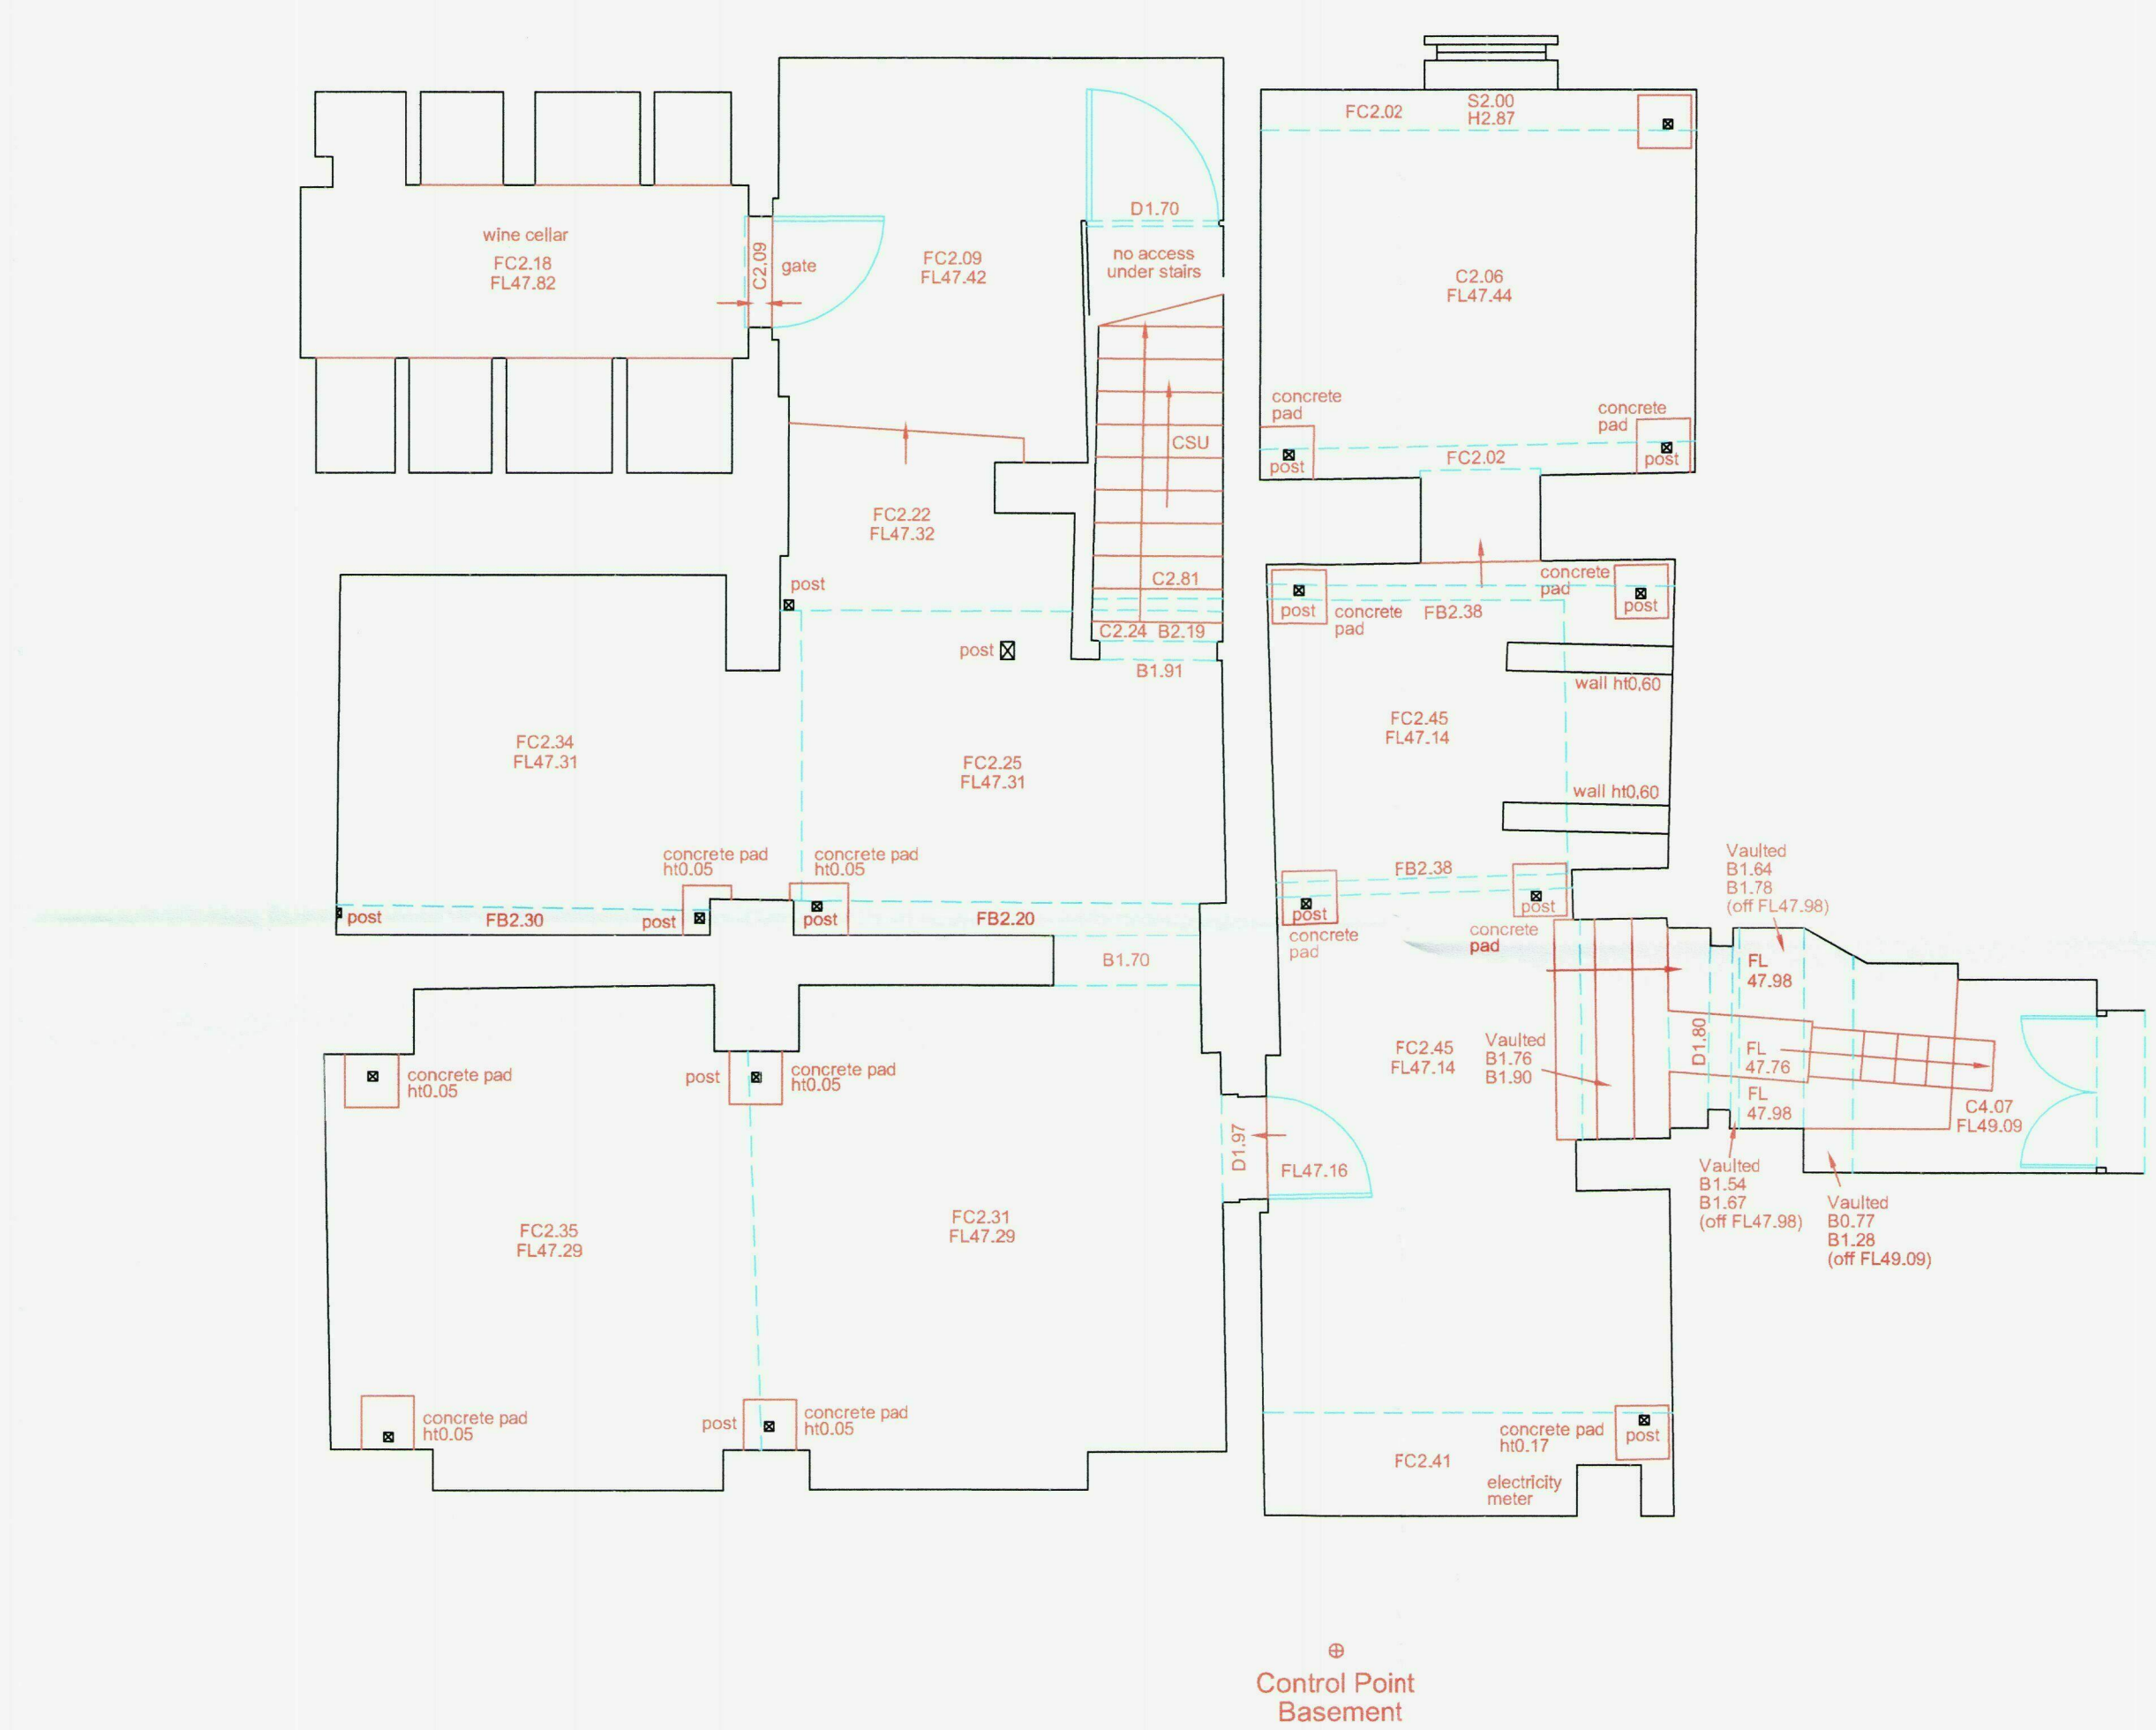 FC2.02
S2.00
H2.87
D1.70
wine cellar
FC2.18
FL47.82
C2.09
gate
FC2.09
FL47.42
no access
under stairs
C2.06
FL47.44
concrete
pad
post
concrete
pad
post
FC2.02
CSU
FC2.22
FL47.32
post
C2.81
C2.24 B2.19
B1.91
post
post
concrete
pad
FB2.38
concrete
pad
post
wall ht0,60
FC2.45
FL47.14
wall ht0,60
FC2.34
FL47.31
FC2.25
FL47.31
concrete pad
ht0.05
concrete pad
ht0.05
post
FB2.30
post
post
FB2.20
B1.70
FB2.38
post
concrete
pad
post
concrete
pad
Vaulted
B1.64
B1.78
(off FL47.98)
FL
47.98
D1.80
FL
47.76
FL
47.98
C4.07
FL49.09
FC2.45
FL47.14
Vaulted
B1.76
B1.90
concrete pad
ht0.05
post
concrete pad
ht0.05
D1.97
FL47.16
Vaulted
B1.54
B1.67
(off FL47.98)
Vaulted
B0.77
B1.28
(off FL49.09)
FC2.35
FL47.29
FC2.31
FL47.29
concrete pad
ht0.05
post
concrete pad
ht0.05
FC2.41
concrete pad
ht0.17
post
electricity
meter
Control Point
Basement